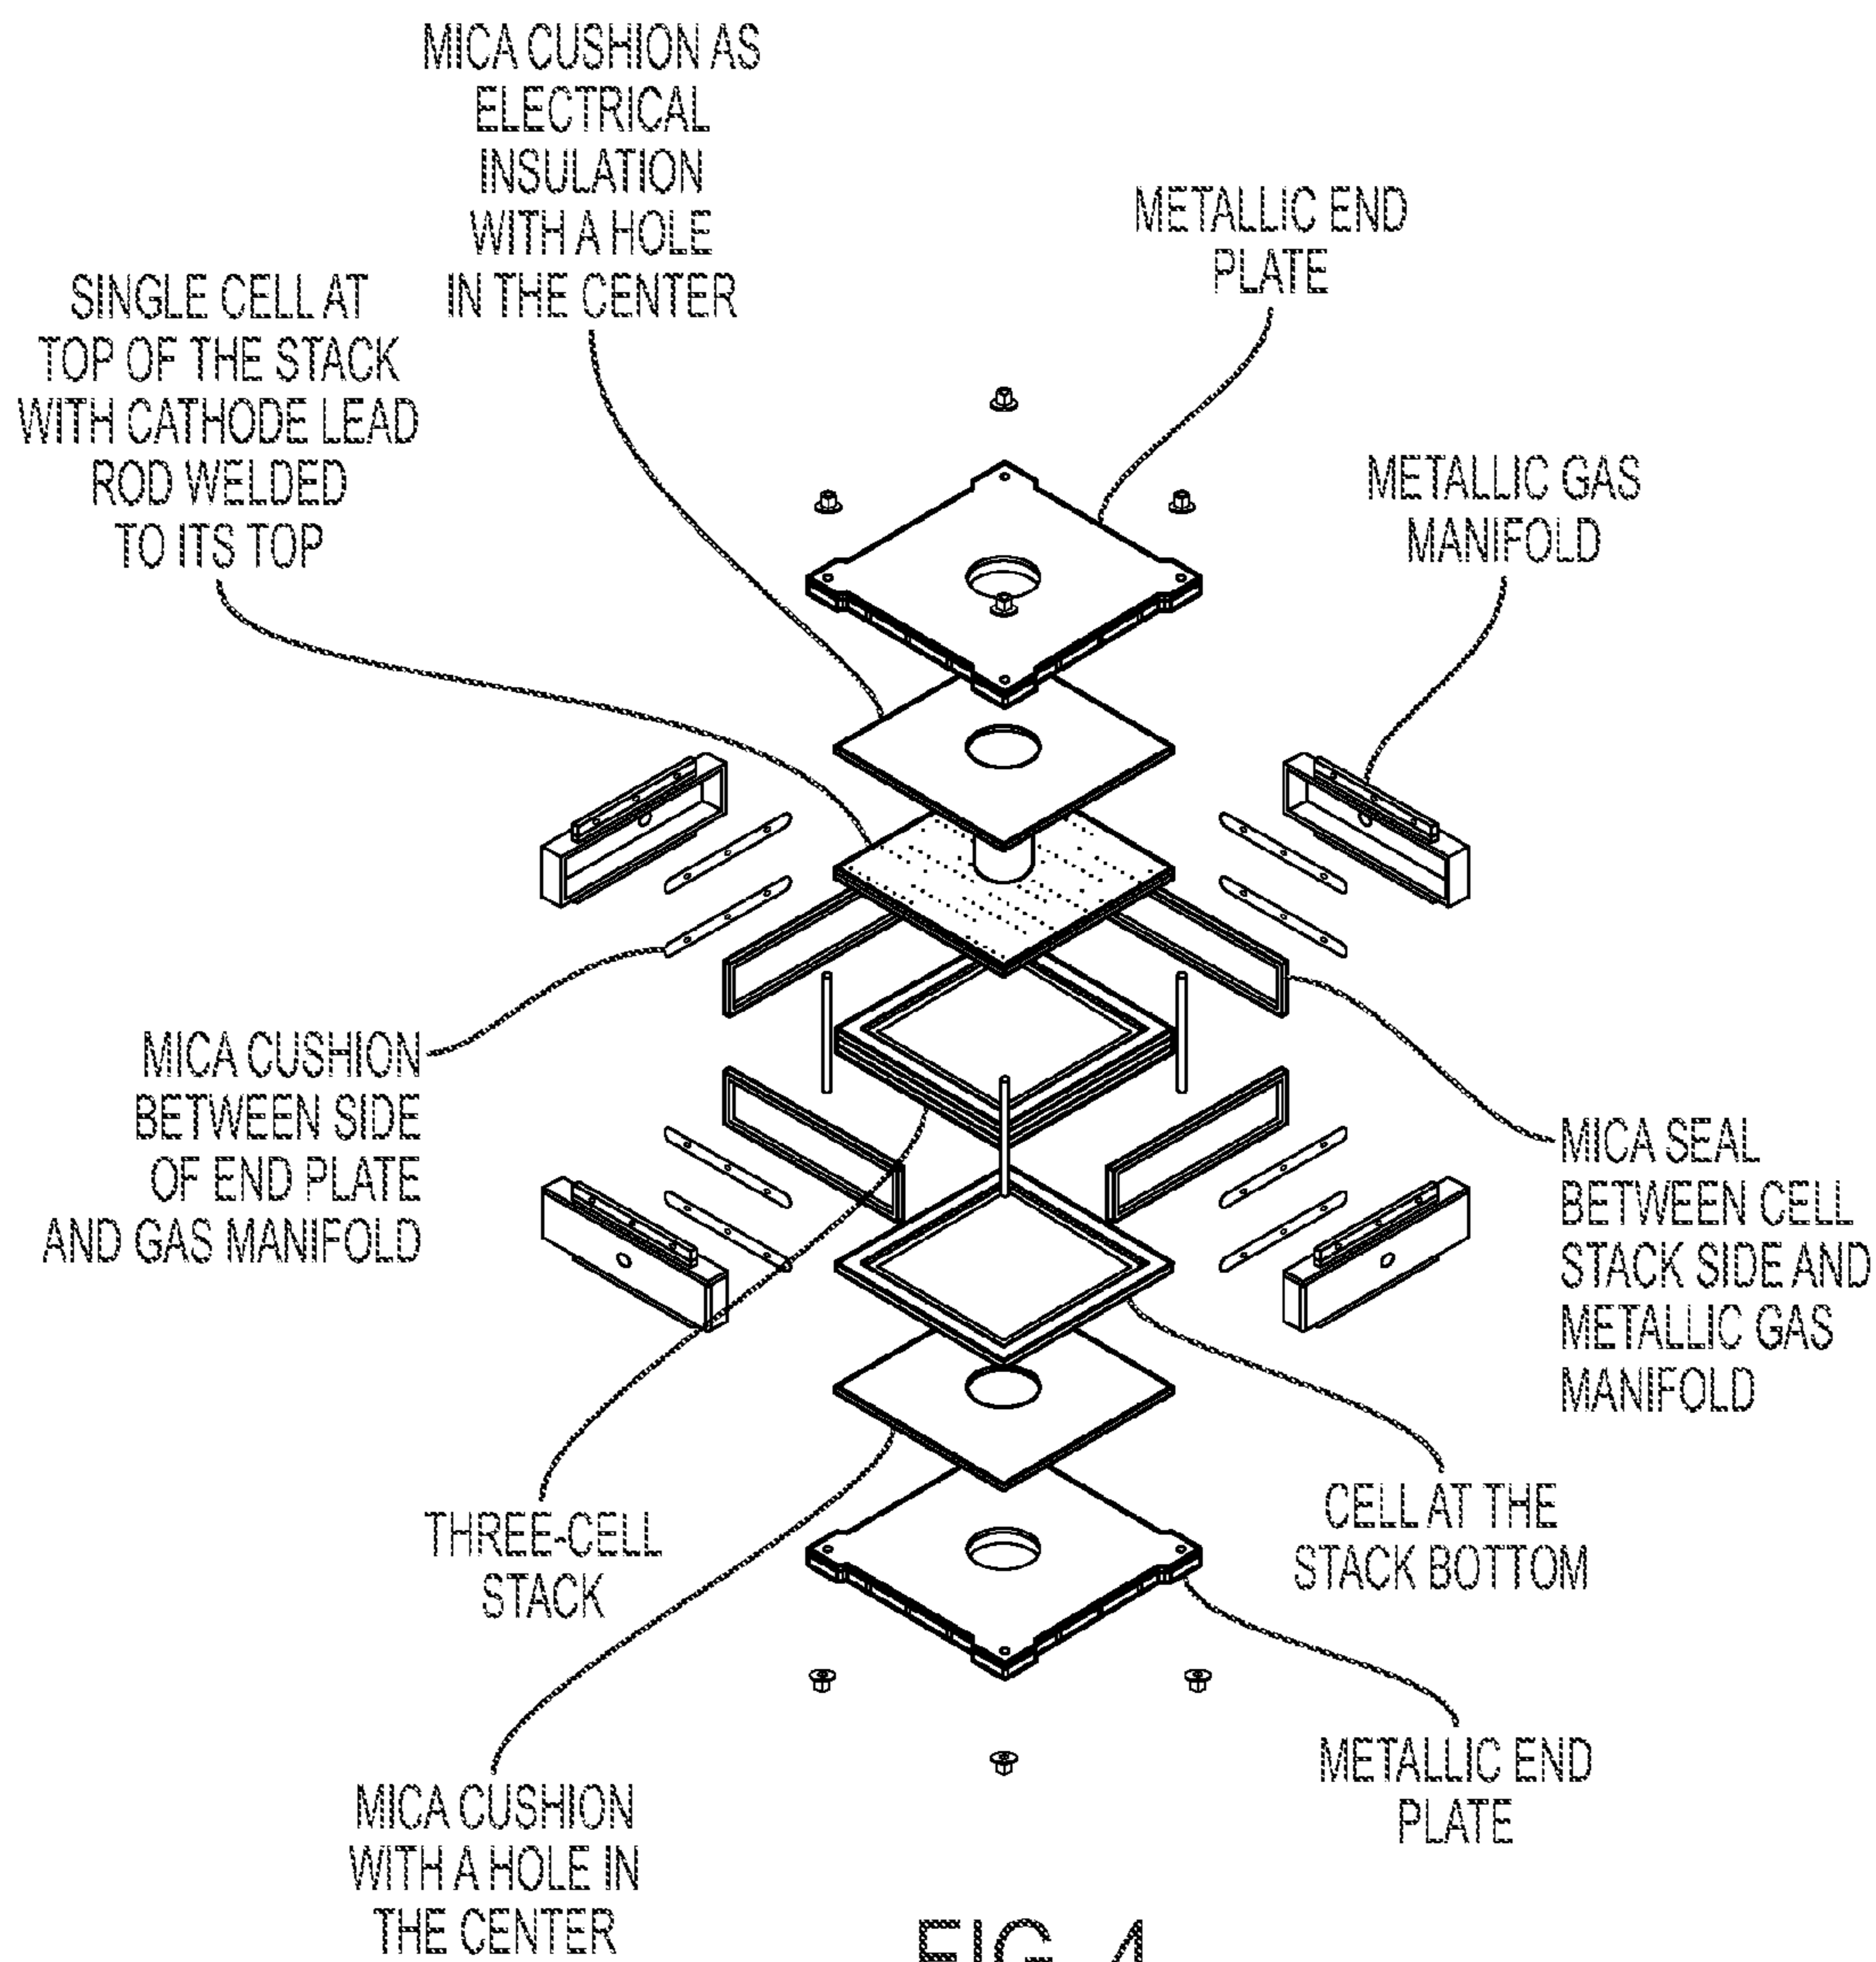 MICA CUSHION AS
ELECTRICAL
INSULATION
WITH A HOLE
IN THE CENTER
METALLIC END
PLATE
SINGLE CELL AT
TOP OF THE STACK
WITH CATHODE LEAD
ROD WELDED
TO ITS TOP
METALLIC GAS
MANIFOLD
MICA CUSHION
BETWEEN SIDE
OF END PLATE
AND GAS MANIFOLD
MICA SEAL
BETWEEN CELL
STACK SIDE AND
METALLIC GAS
MANIFOLD
THREE-CELL
STACK
CELL AT THE
STACK BOTTOM
METALLIC END
PLATE
MICA CUSHION
WITH A HOLE IN
THE CENTER
FIG. 4